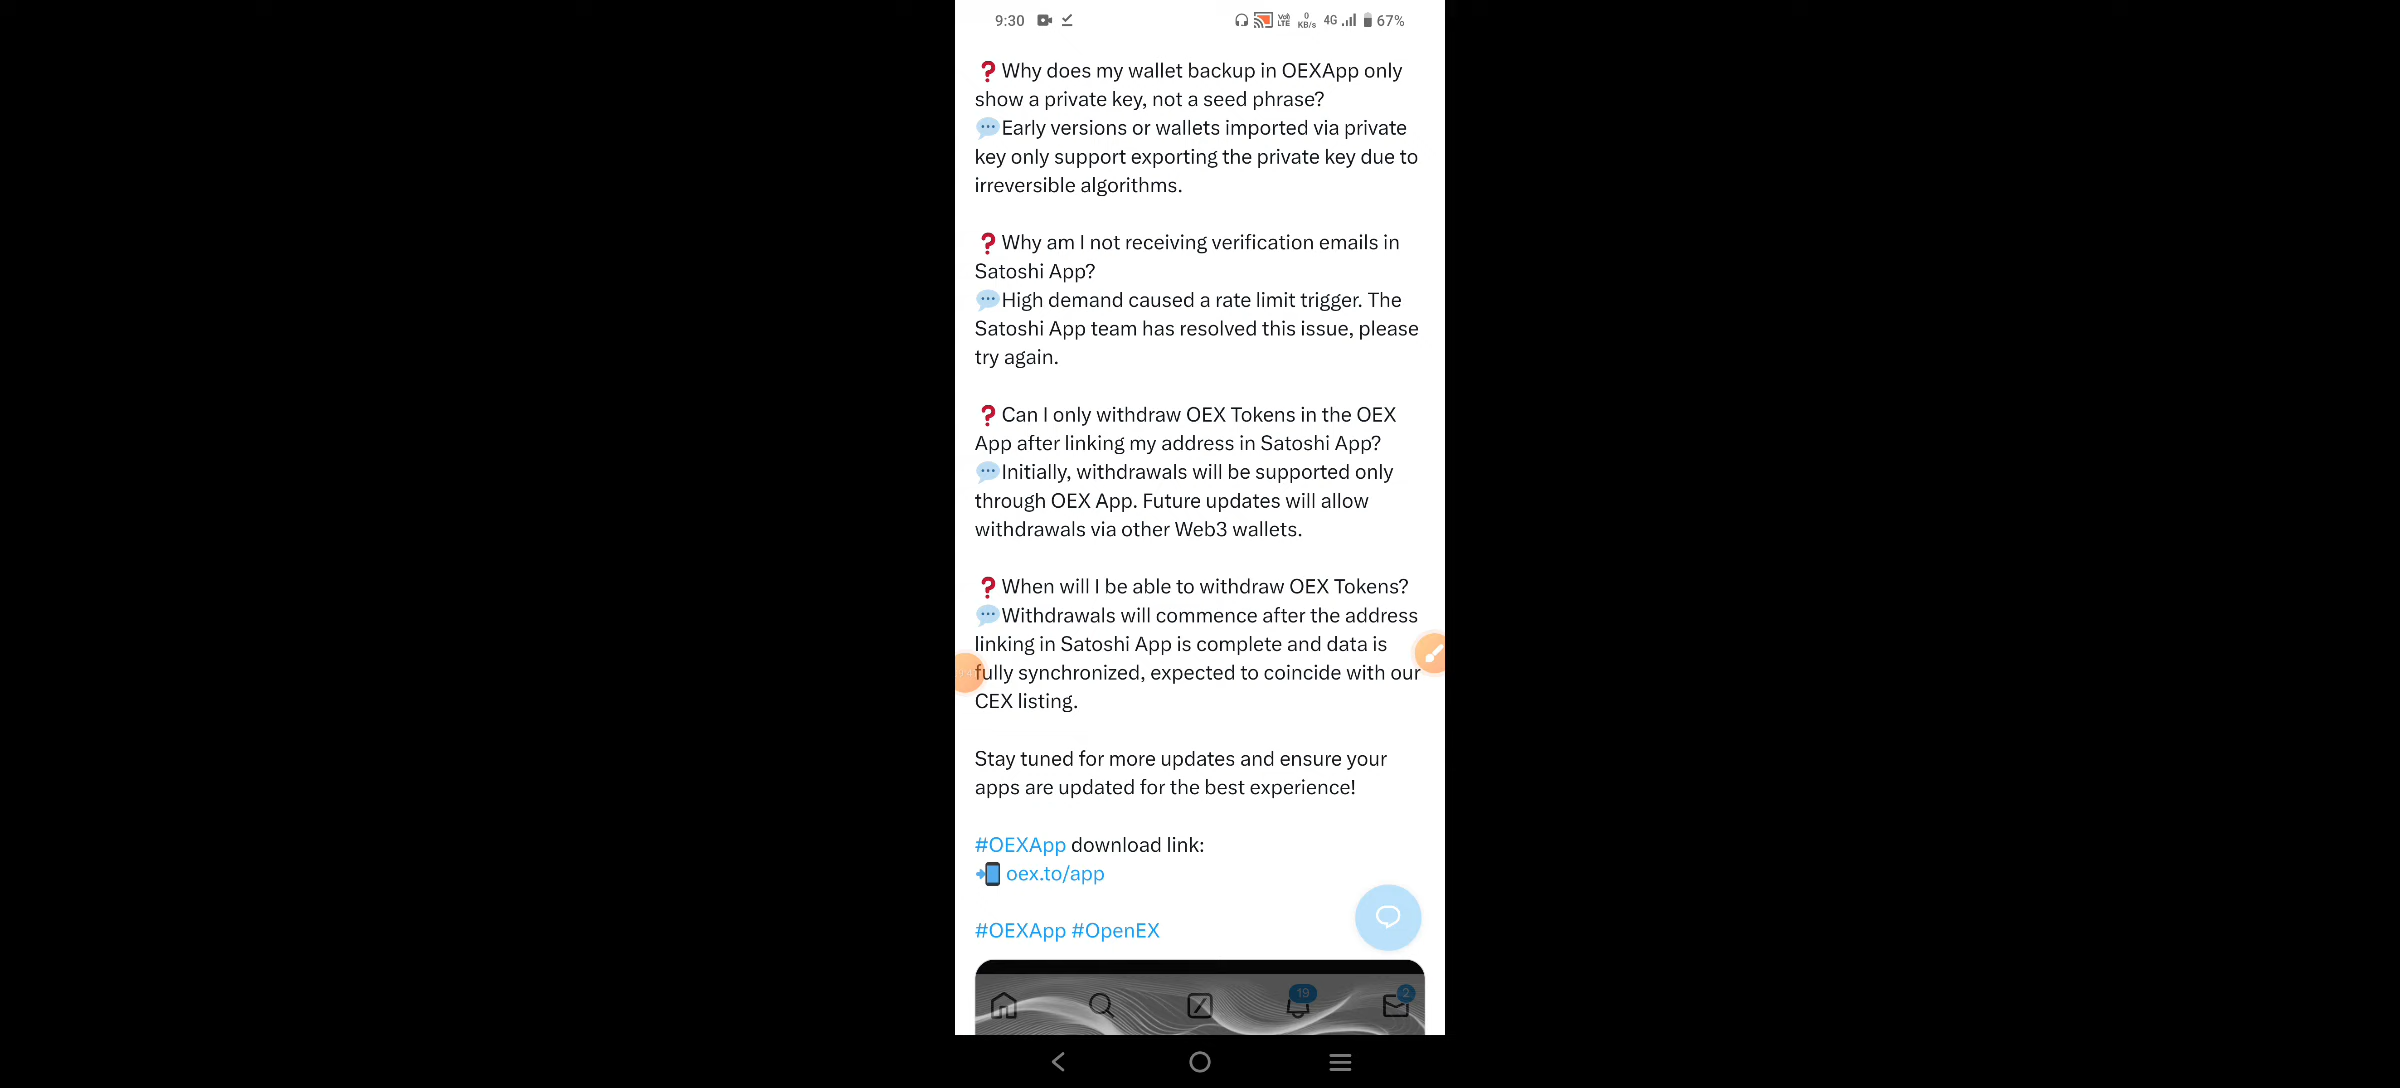 9:30
Vo)) LTE 0 KB/s 4G 67%
❓Why does my wallet backup in OEXApp only
show a private key, not a seed phrase?
💬Early versions or wallets imported via private
key only support exporting the private key due to
irreversible algorithms.
❓Why am I not receiving verification emails in
Satoshi App?
💬High demand caused a rate limit trigger. The
Satoshi App team has resolved this issue, please
try again.
❓Can I only withdraw OEX Tokens in the OEX
App after linking my address in Satoshi App?
💬Initially, withdrawals will be supported only
through OEX App. Future updates will allow
withdrawals via other Web3 wallets.
❓When will I be able to withdraw OEX Tokens?
💬Withdrawals will commence after the address
linking in Satoshi App is complete and data is
fully synchronized, expected to coincide with our
CEX listing.
Stay tuned for more updates and ensure your
apps are updated for the best experience!
#OEXApp download link:
📲 oex.to/app
#OEXApp #OpenEX
19
2